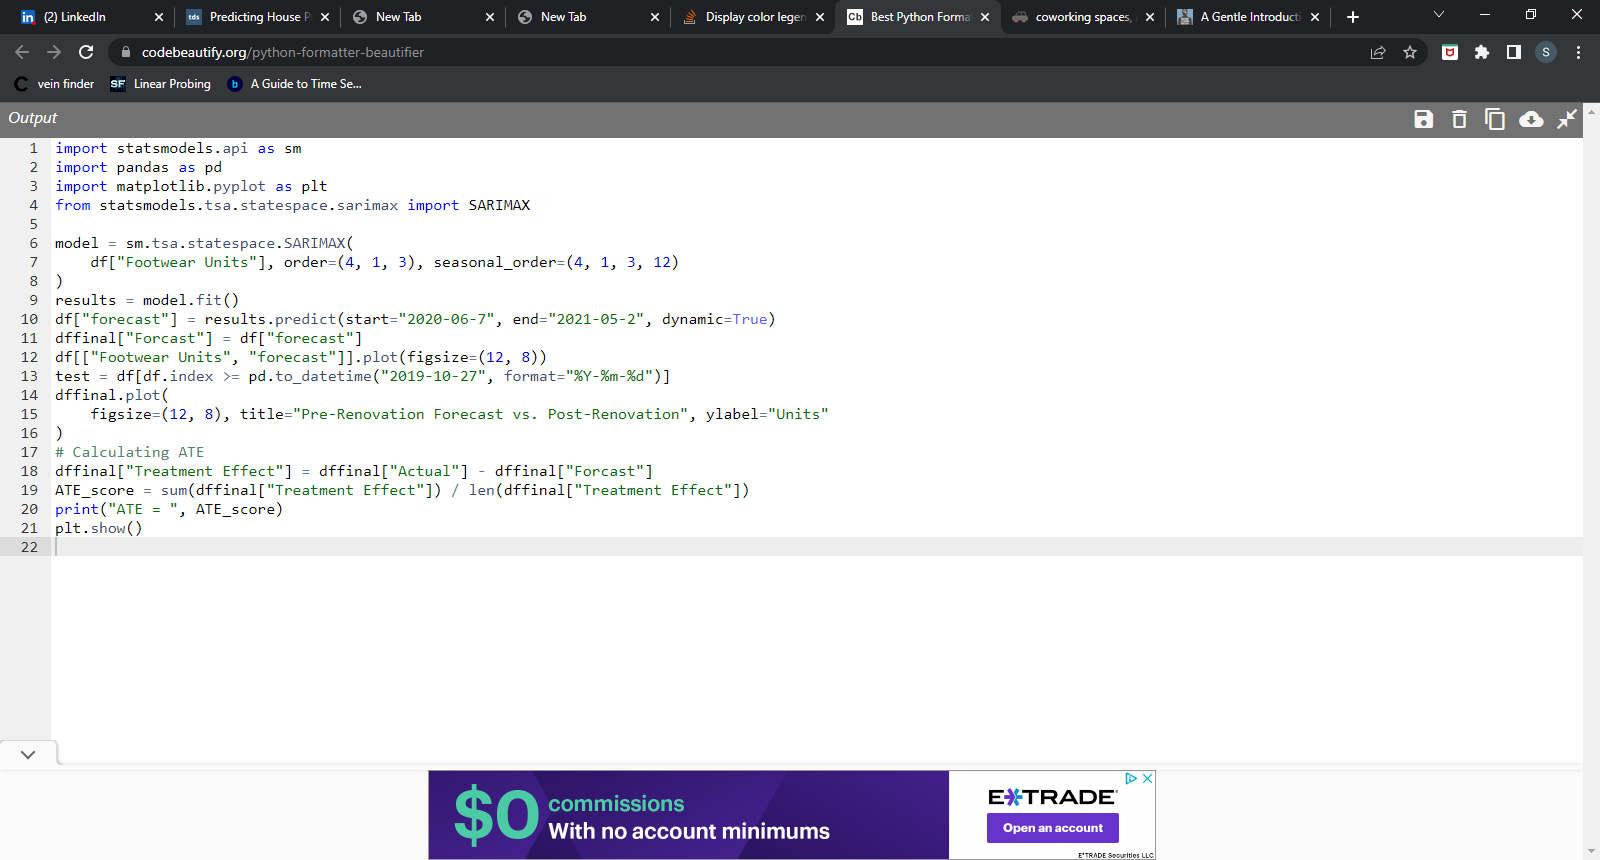 (2) LinkedIn
Predicting House P
New Tab
New Tab
Display color legen
Best Python Forma
coworking spaces,
A Gentle Introducti
codebeautify.org/python-formatter-beautifier
S
vein finder
SF Linear Probing
b A Guide to Time Se...
Output
1 import statsmodels.api as sm
2 import pandas as pd
3 import matplotlib.pyplot as plt
4 from statsmodels.tsa.statespace.sarimax import SARIMAX
5
6 model = sm.tsa.statespace.SARIMAX(
7     df["Footwear Units"], order=(4, 1, 3), seasonal_order=(4, 1, 3, 12)
8 )
9 results = model.fit()
10 df["forecast"] = results.predict(start="2020-06-7", end="2021-05-2", dynamic=True)
11 dffinal["Forcast"] = df["forecast"]
12 df[["Footwear Units", "forecast"]].plot(figsize=(12, 8))
13 test = df[df.index >= pd.to_datetime("2019-10-27", format="%Y-%m-%d")]
14 dffinal.plot(
15     figsize=(12, 8), title="Pre-Renovation Forecast vs. Post-Renovation", ylabel="Units"
16 )
17 # Calculating ATE
18 dffinal["Treatment Effect"] = dffinal["Actual"] - dffinal["Forcast"]
19 ATE_score = sum(dffinal["Treatment Effect"]) / len(dffinal["Treatment Effect"])
20 print("ATE = ", ATE_score)
21 plt.show()
22
$0 commissions
With no account minimums
E*TRADE
Open an account
E*TRADE Securities LLC